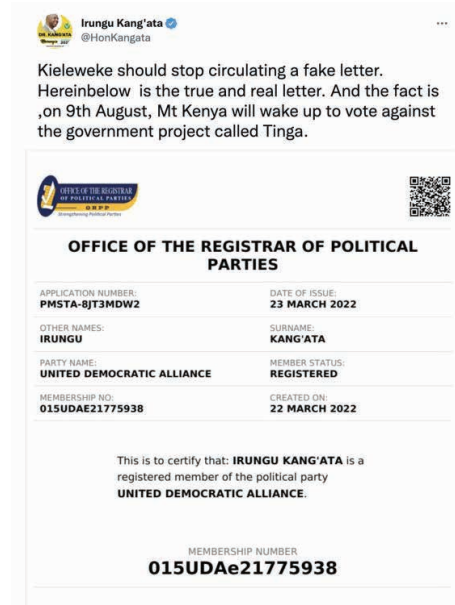 Irungu Kang'ata
@HonKangata
Kieleweke should stop circulating a fake letter.
Hereinbelow is the true and real letter. And the fact is
,on 9th August, Mt Kenya will wake up to vote against
the government project called Tinga.
OFFICE OF THE REGISTRAR
OF POLITICAL PARTIES
ORPP
Strengthening Political Parties
OFFICE OF THE REGISTRAR OF POLITICAL
PARTIES
APPLICATION NUMBER:
PMSTA-8JT3MDW2
DATE OF ISSUE:
23 MARCH 2022
OTHER NAMES:
IRUNGU
SURNAME:
KANG'ATA
PARTY NAME:
UNITED DEMOCRATIC ALLIANCE
MEMBER STATUS:
REGISTERED
MEMBERSHIP NO:
015UDAE21775938
CREATED ON:
22 MARCH 2022
This is to certify that: IRUNGU KANG'ATA is a
registered member of the political party
UNITED DEMOCRATIC ALLIANCE.
MEMBERSHIP NUMBER
015UDAe21775938